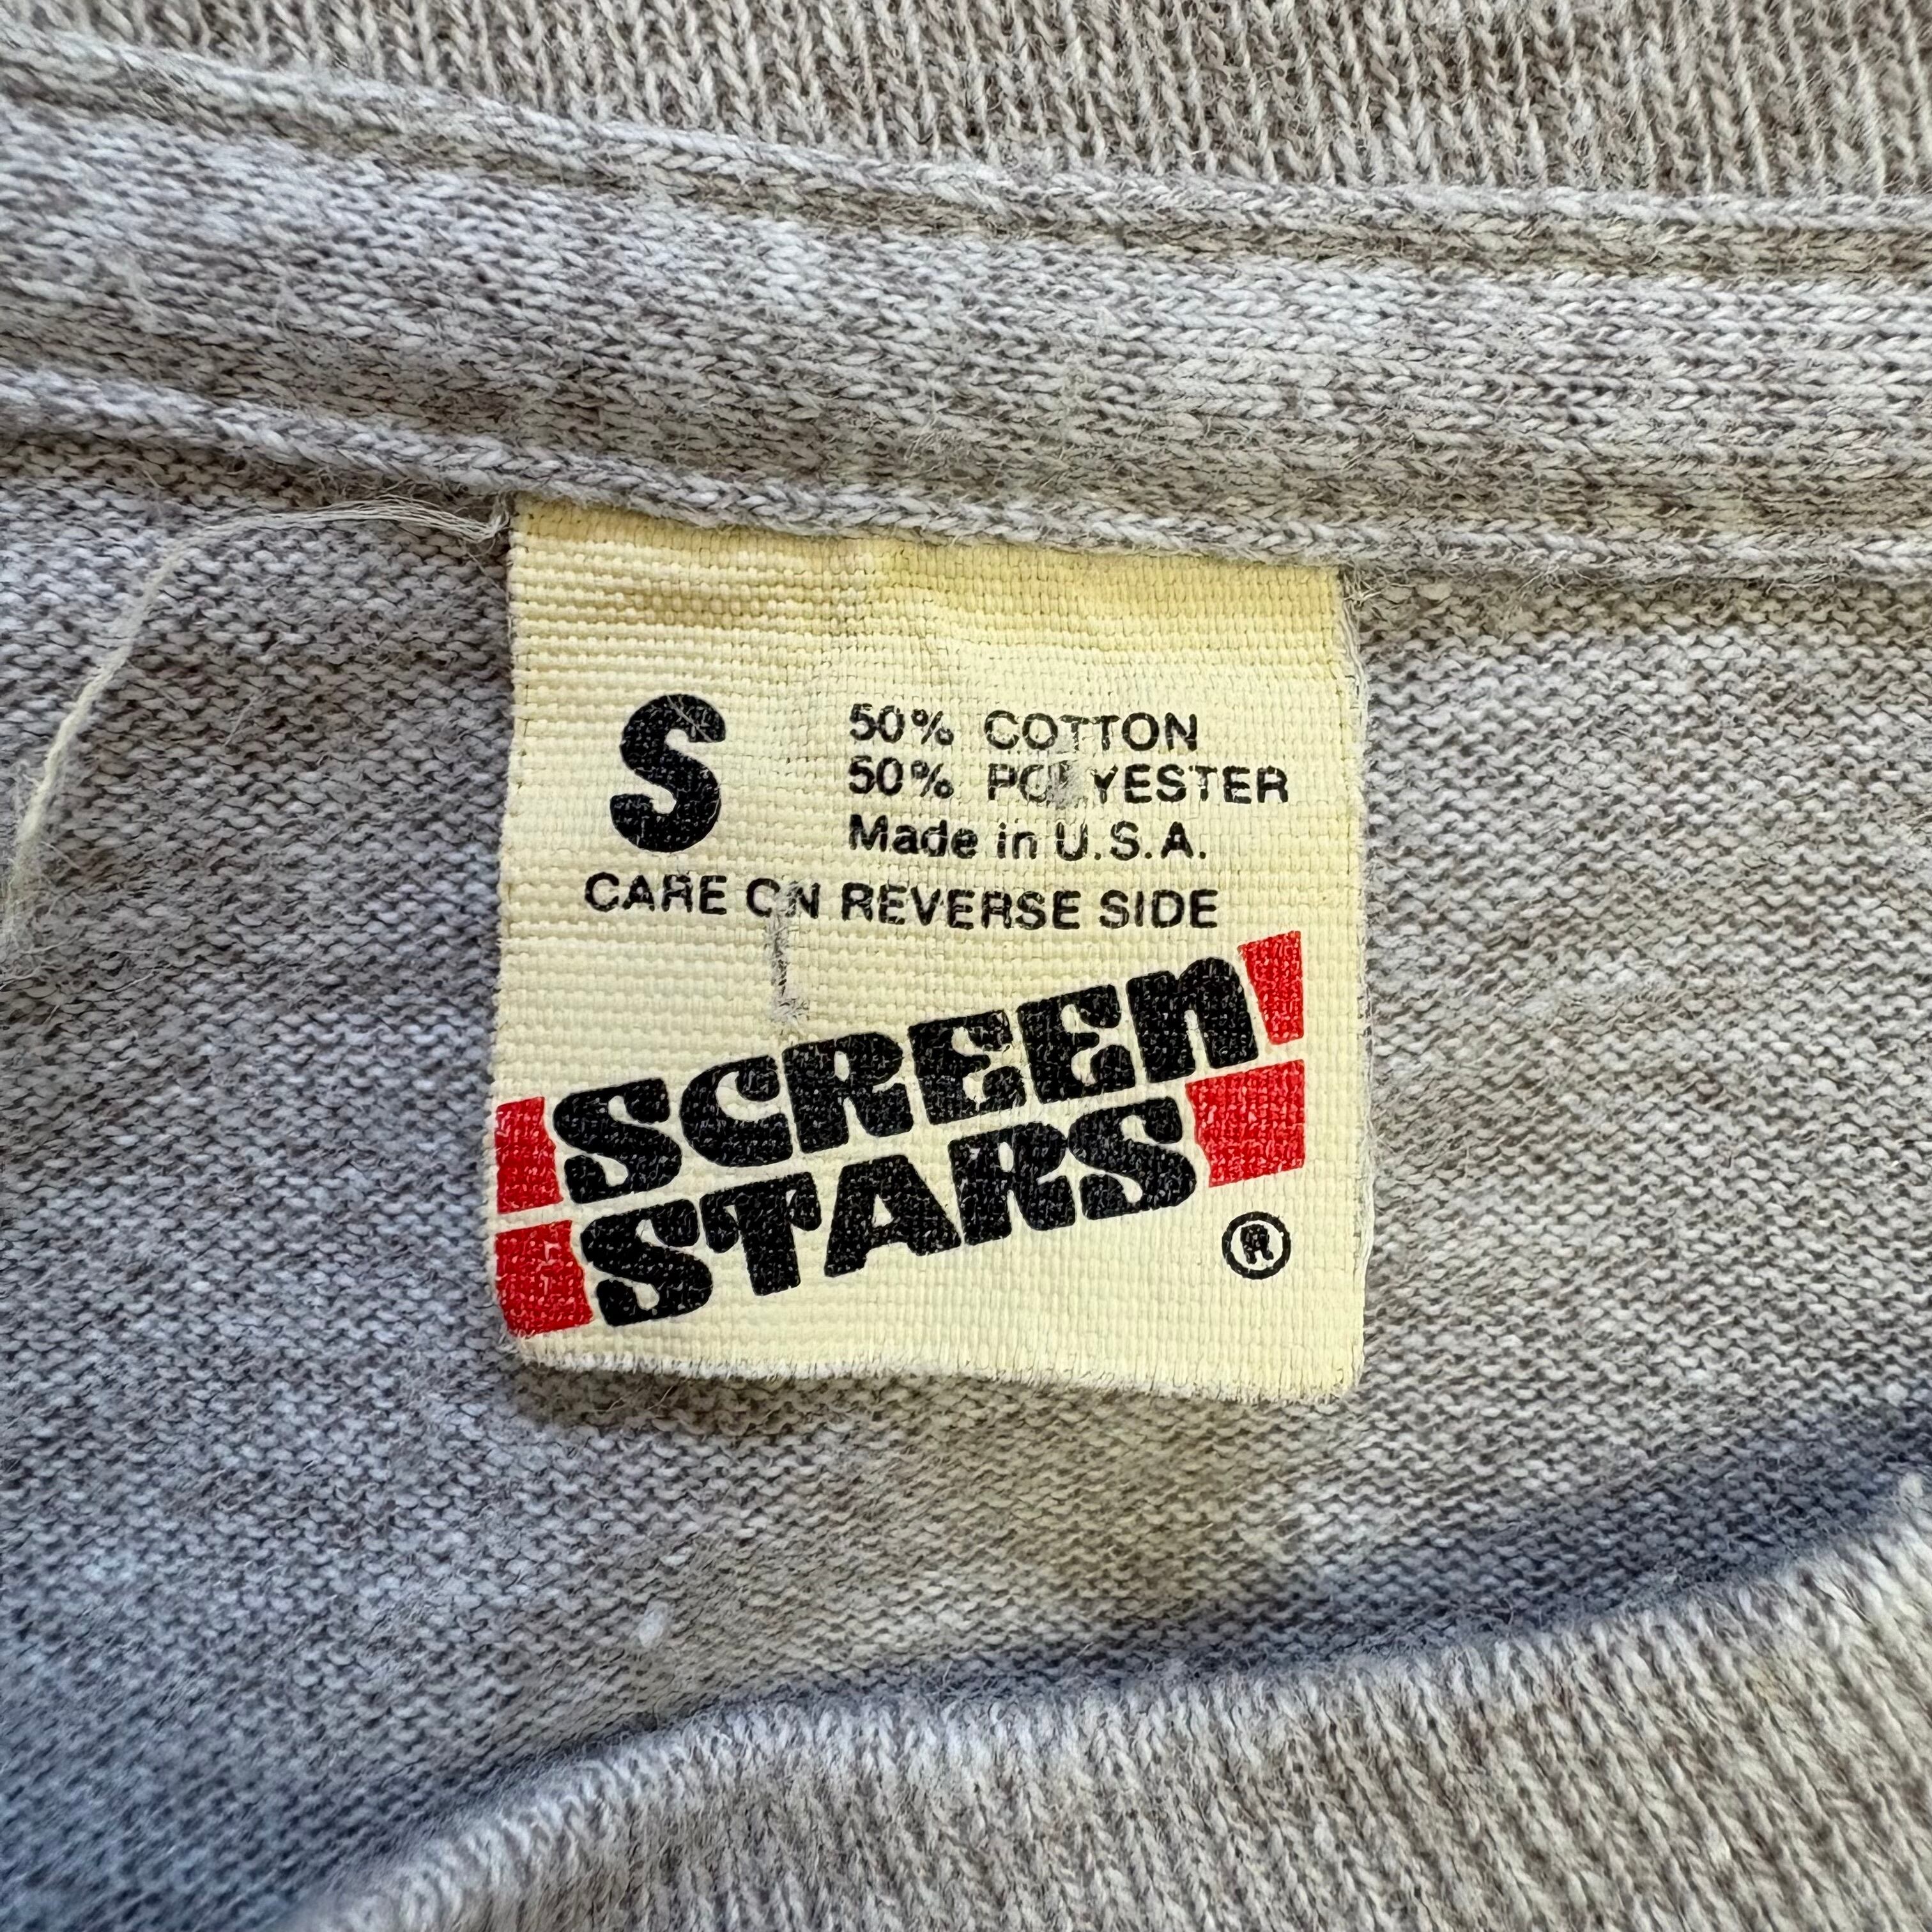 S
50% COTTON
50% POLYESTER
Made in U.S.A.
CARE ON REVERSE SIDE
SCREEN
STARS
®